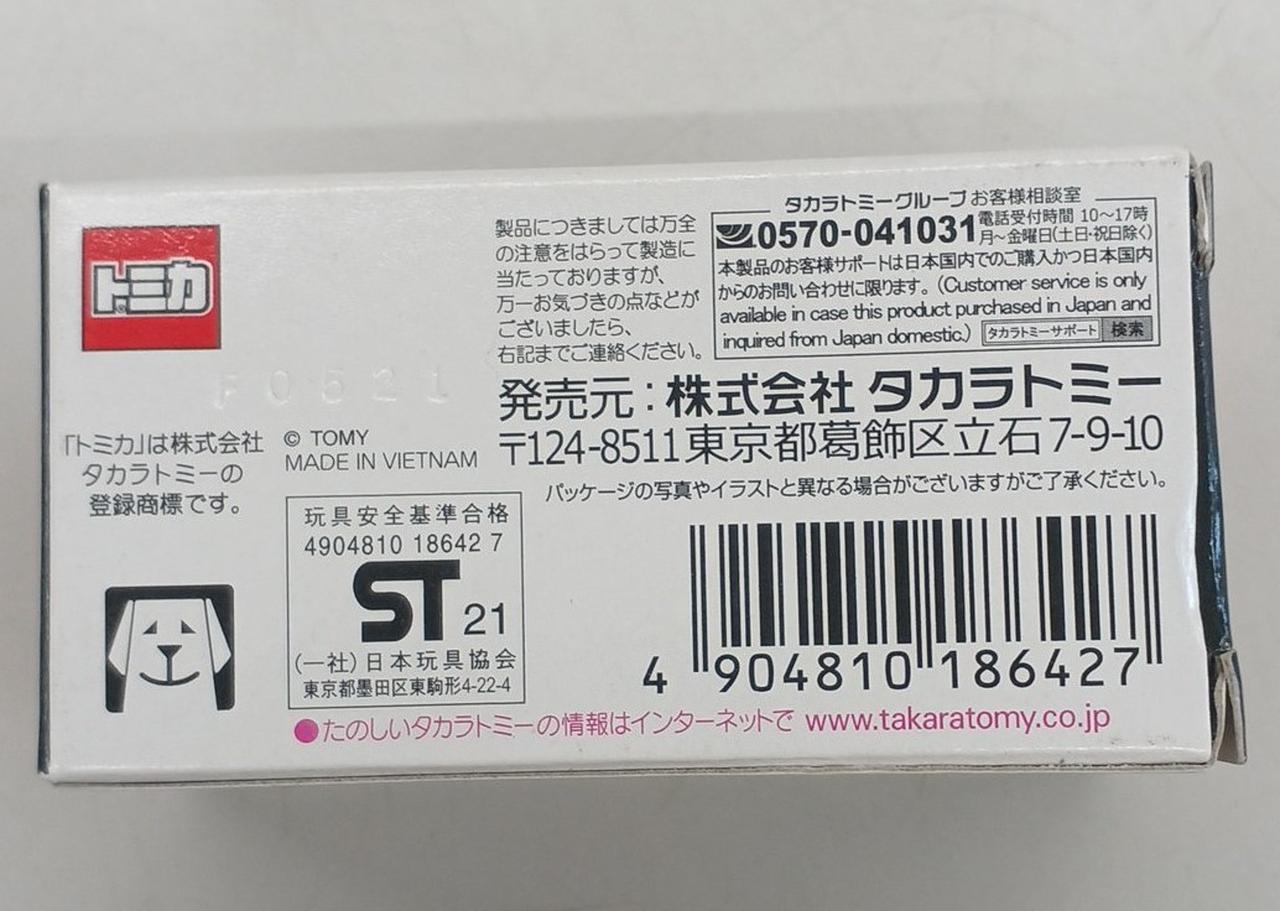 トミカ
F0521
「トミカ」は株式会社
タカラトミーの
登録商標です。
© TOMY
MADE IN VIETNAM
玩具安全基準合格
4904810 18642 7
ST 21
(一社)日本玩具協会
東京都墨田区東駒形4-22-4
製品につきましては万全
の注意をはらって製造に
当たっておりますが、
万一お気づきの点などが
ございましたら、
右記までご連絡ください。
タカラトミーグループ お客様相談室
0570-041031
電話受付時間 10〜17時
月〜金曜日(土日・祝日除く)
本製品のお客様サポートは日本国内でのご購入かつ日本国内
からのお問い合わせに限ります。(Customer service is only
available in case this product purchased in Japan and
inquired from Japan domestic.) タカラトミーサポート 検索
発売元：株式会社 タカラトミー
〒124-8511 東京都葛飾区立石7-9-10
パッケージの写真やイラストと異なる場合がございますがご了承ください。
4 904810 186427
●たのしいタカラトミーの情報はインターネットで www.takaratomy.co.jp